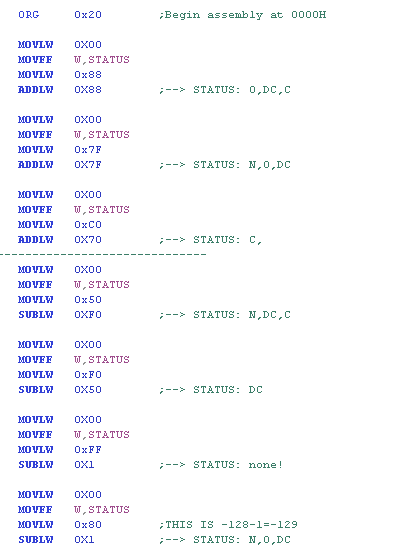 ORG 0x20 ;Begin assembly at 0000H
MOVLW 0X00
MOVFF W,STATUS
MOVLW 0x88
ADDLW 0X88 ;--> STATUS: O,DC,C
MOVLW 0X00
MOVFF W,STATUS
MOVLW 0x7F
ADDLW 0X7F ;--> STATUS: N,O,DC
MOVLW 0X00
MOVFF W,STATUS
MOVLW 0xC0
ADDLW 0X70 ;--> STATUS: C,
MOVLW 0X00
MOVFF W,STATUS
MOVLW 0x50
SUBLW 0XF0 ;--> STATUS: N,DC,C
MOVLW 0X00
MOVFF W,STATUS
MOVLW 0xF0
SUBLW 0X50 ;--> STATUS: DC
MOVLW 0X00
MOVFF W,STATUS
MOVLW 0xFF
SUBLW 0X1 ;--> STATUS: none!
MOVLW 0X00
MOVFF W,STATUS
MOVLW 0x80 ;THIS IS -128-1=-129
SUBLW 0X1 ;--> STATUS: N,O,DC